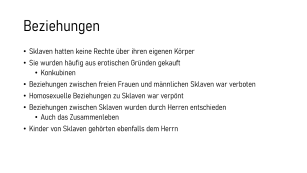 Beziehungen
• Sklaven hatten keine Rechte über ihren eigenen Körper
• Sie wurden häufig aus erotischen Gründen gekauft
• Konkubinen
• Beziehungen zwischen freien Frauen und männlichen Sklaven war verboten
• Homosexuelle Beziehungen zu Sklaven war verpönt
• Beziehungen zwischen Sklaven wurden durch Herren entschieden
• Auch das Zusammenleben
• Kinder von Sklaven gehörten ebenfalls dem Herrn